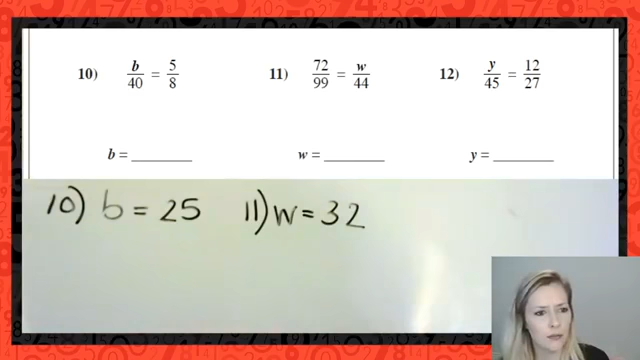 10) b/40 = 5/8 11) 72/99 = w/44 12) y/45 = 12/27
b = ________ w = ________ y = ________
10) b = 25 11) w = 32